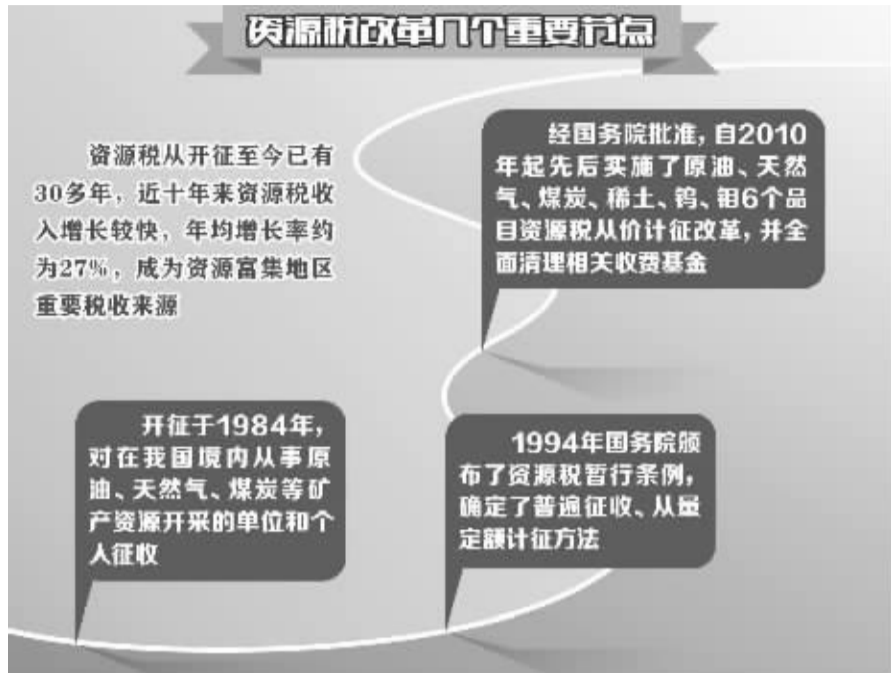 资源税改革几个重要节点
资源税从开征至今已有
30多年，近十年来资源税收
入增长较快，年均增长率约
为27%，成为资源富集地区
重要税收来源
经国务院批准，自2010
年起先后实施了原油、天然
气、煤炭、稀土、钨、钼6个品
目资源税从价计征改革，并全
面清理相关收费基金
开征于1984年，
对在我国境内从事原
油、天然气、煤炭等矿
产资源开采的单位和个
人征收
1994年国务院颁
布了资源税暂行条例，
确定了普遍征收、从量
定额计征方法